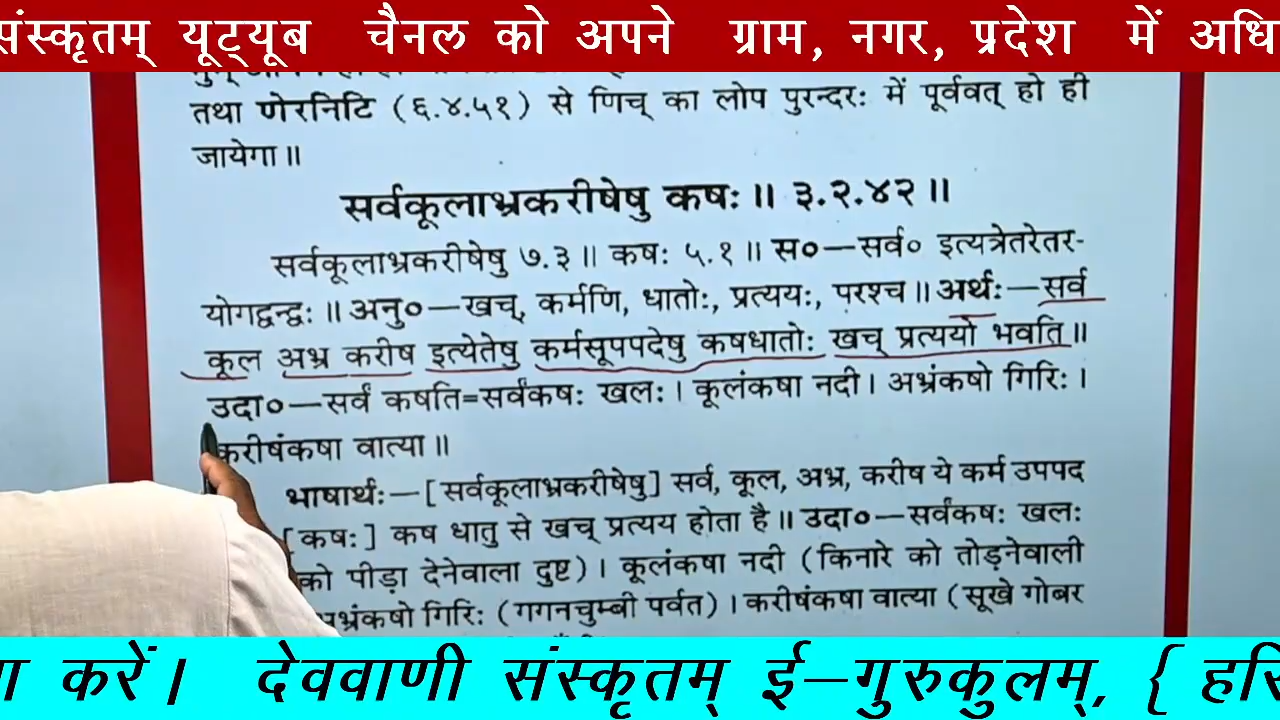 संस्कृतम् यूट्यूब चैनल को अपने ग्राम, नगर, प्रदेश में अधि
तथा णेरनिटि (६.४.५१) से णिच् का लोप पुरन्दरः में पूर्ववत् हो ही
जायेगा॥
सर्वकूलाभ्रकरीषेषु कषः॥ ३.२.४२॥
सर्वकूलाभ्रकरीषेषु ७.३॥ कषः ५.१॥ स०—सर्व० इत्यत्रेतरेतर-
योगद्वन्द्वः॥ अनु०—खच्, कर्मणि, धातोः, प्रत्ययः, परश्च॥ अर्थः—सर्व
कूल अभ्र करीष इत्येतेषु कर्मसूपपदेषु कषधातोः खच् प्रत्ययो भवति॥
उदा०—सर्वं कषति=सर्वंकषः खलः। कूलंकषा नदी। अभ्रंकषो गिरिः।
करीषंकषा वात्या॥
भाषार्थः—[सर्वकूलाभ्रकरीषेषु] सर्व, कूल, अभ्र, करीष ये कर्म उपपद
[कषः] कष धातु से खच् प्रत्यय होता है॥ उदा०—सर्वंकषः खलः
को पीड़ा देनेवाला दुष्ट)। कूलंकषा नदी (किनारे को तोड़नेवाली
अभ्रंकषो गिरिः (गगनचुम्बी पर्वत)। करीषंकषा वात्या (सूखे गोबर
ा करें। देववाणी संस्कृतम् ई–गुरुकुलम्, { हरि